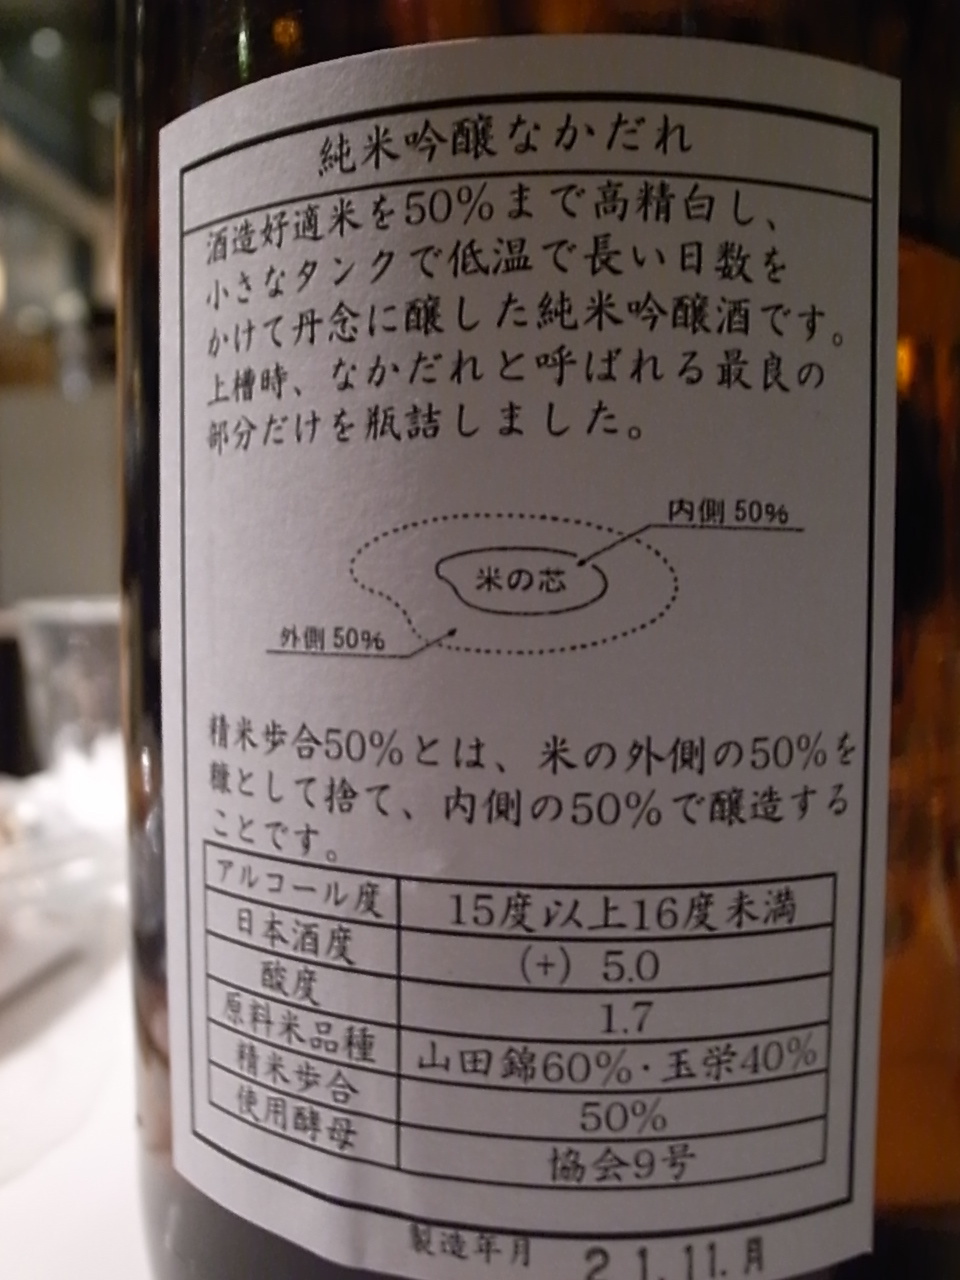 純米吟醸なかだれ
酒造好適米を50%まで高精白し、
小さなタンクで低温で長い日数を
かけて丹念に醸した純米吟醸酒です。
上槽時、なかだれと呼ばれる最良の
部分だけを瓶詰しました。
内側 50%
米の芯
外側 50%
精米歩合50%とは、米の外側の50%を
糠として捨て、内側の50%で醸造する
ことです。
アルコール度 15度以上16度未満
日本酒度 (+) 5.0
酸度 1.7
原料米品種 山田錦60%・玉栄40%
精米歩合 50%
使用酵母 協会9号
製造年月 21.11.月